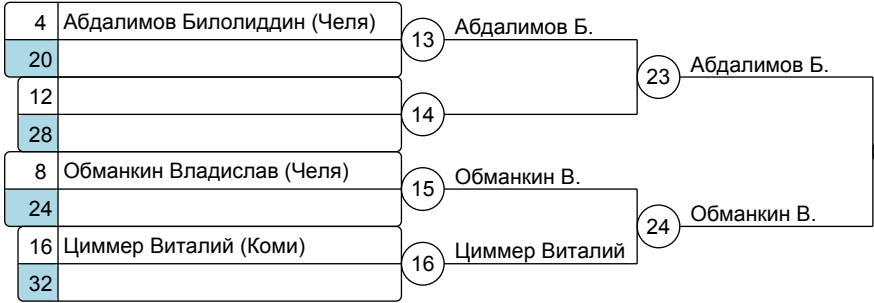 4 Абдалимов Билолиддин (Челя)
13
Абдалимов Б.
20
23
Абдалимов Б.
12
14
28
8 Обманкин Владислав (Челя)
15
Обманкин В.
24
24
Обманкин В.
16 Циммер Виталий (Коми)
16
Циммер Виталий
32